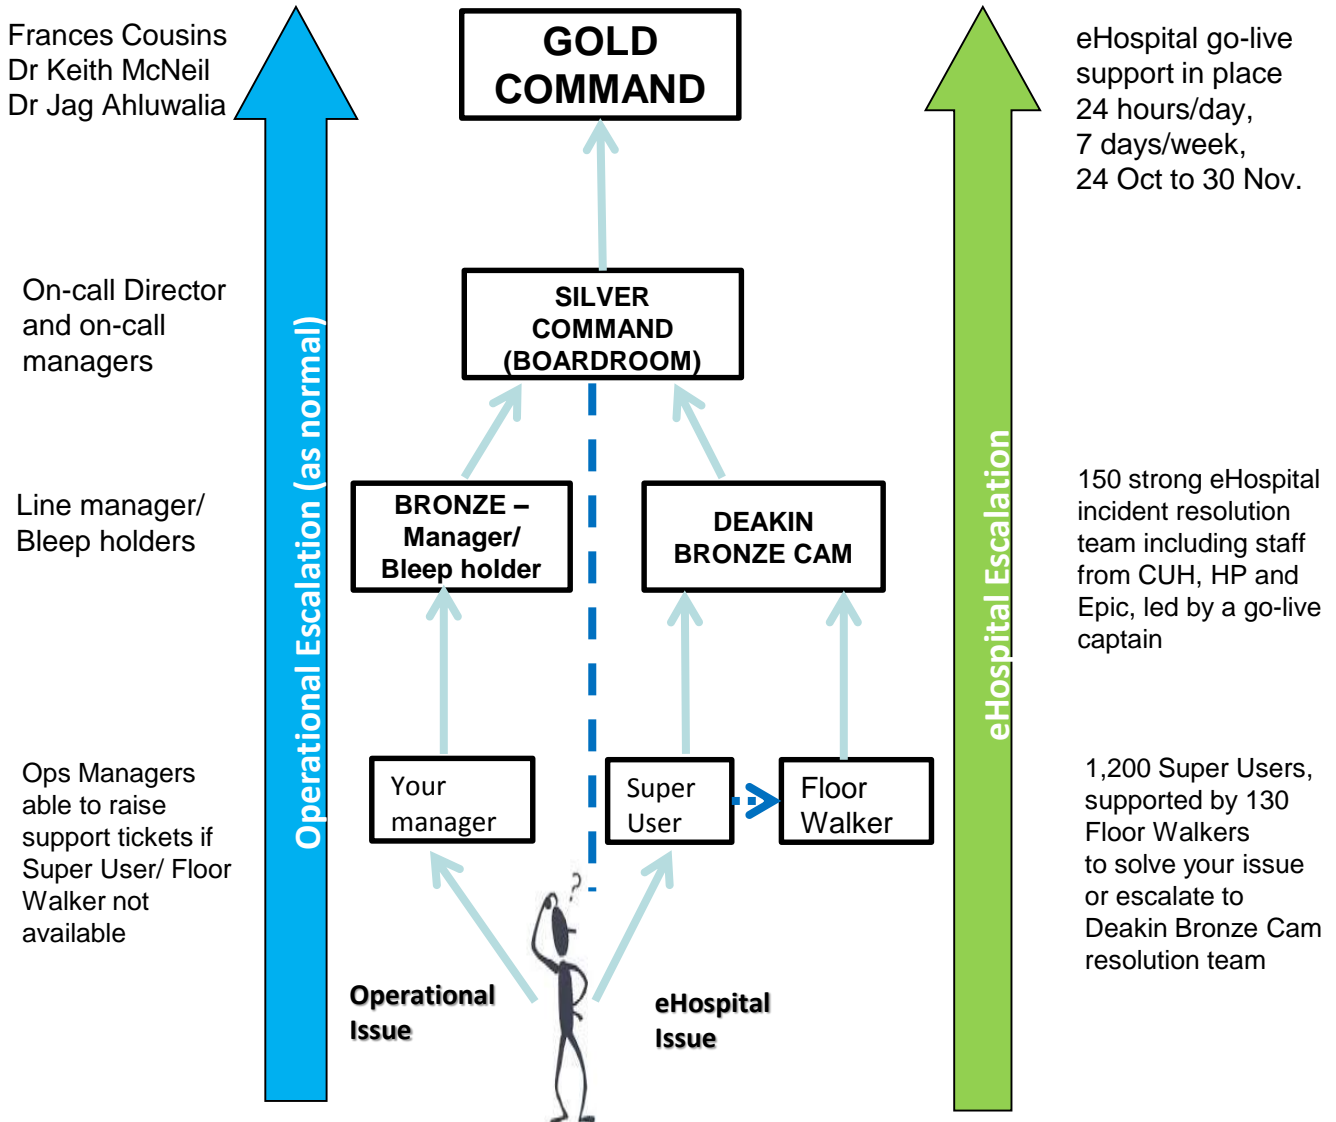 Frances Cousins
Dr Keith McNeil
Dr Jag Ahluwalia
GOLD
COMMAND
eHospital go-live
support in place
24 hours/day,
7 days/week,
24 Oct to 30 Nov.
On-call Director
and on-call
managers
SILVER
COMMAND
(BOARDROOM)
Operational Escalation (as normal)
eHospital Escalation
Line manager/
Bleep holders
BRONZE –
Manager/
Bleep holder
DEAKIN
BRONZE CAM
150 strong eHospital
incident resolution
team including staff
from CUH, HP and
Epic, led by a go-live
captain
Ops Managers
able to raise
support tickets if
Super User/ Floor
Walker not
available
Your
manager
Super
User
Floor
Walker
1,200 Super Users,
supported by 130
Floor Walkers
to solve your issue
or escalate to
Deakin Bronze Cam
resolution team
?
Operational
Issue
eHospital
Issue